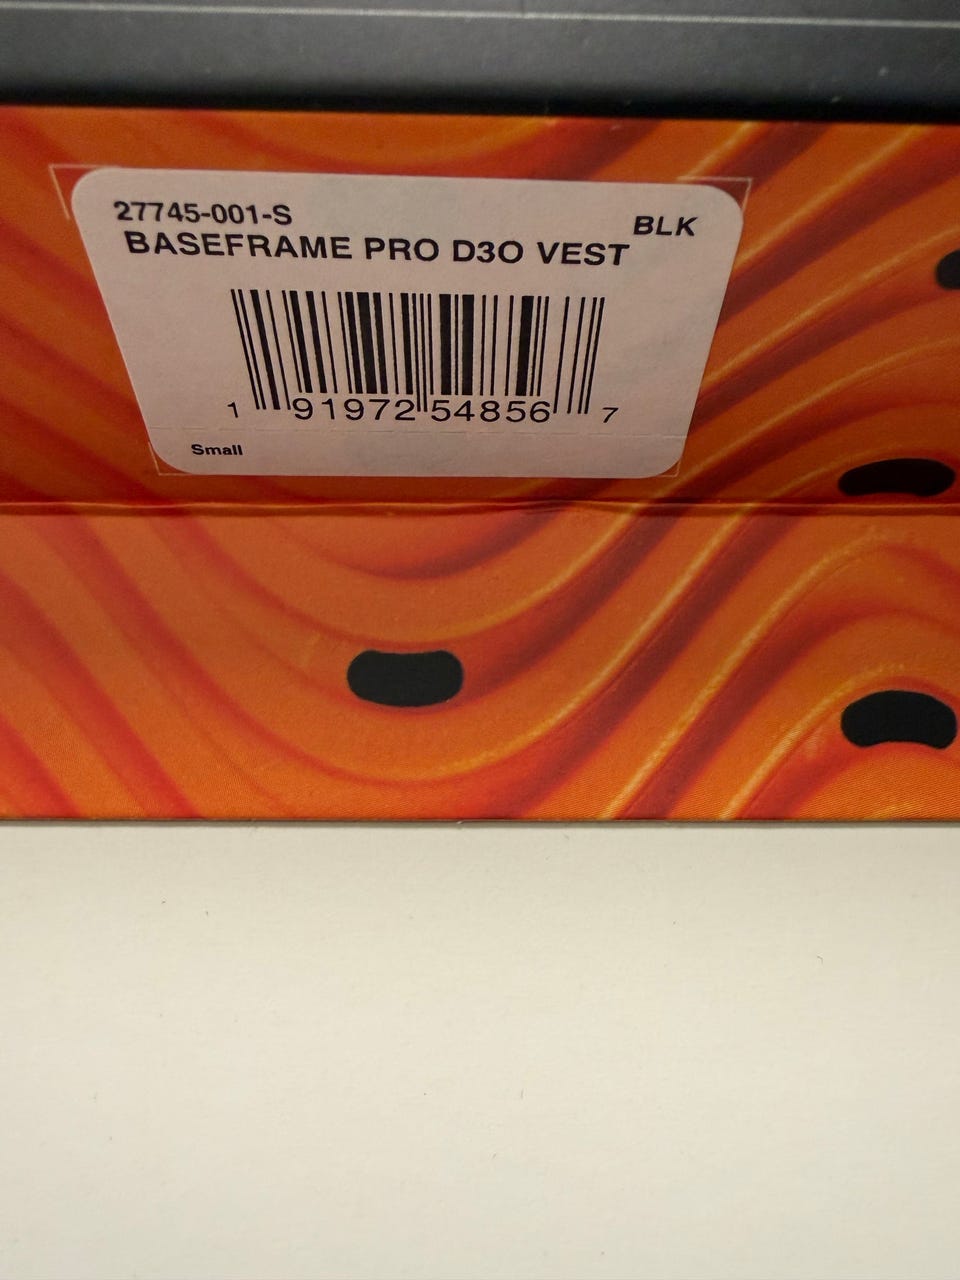 27745-001-S
BLK
BASEFRAME PRO D3O VEST
1 91972 54856 7
Small